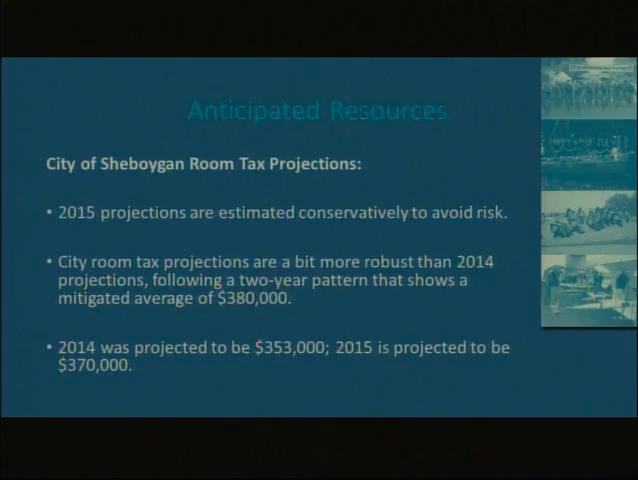 Anticipated Resources
City of Sheboygan Room Tax Projections:
• 2015 projections are estimated conservatively to avoid risk.
• City room tax projections are a bit more robust than 2014
projections, following a two-year pattern that shows a
mitigated average of $380,000.
• 2014 was projected to be $353,000; 2015 is projected to be
$370,000.